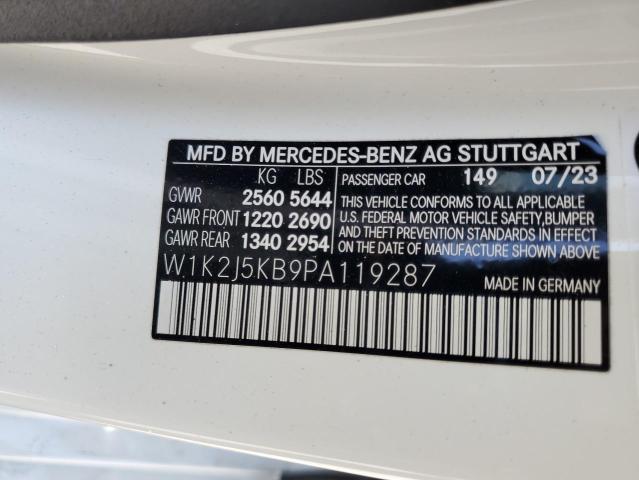 MFD BY MERCEDES-BENZ AG STUTTGART
KG LBS
GVWR 2560 5644
GAWR FRONT 1220 2690
GAWR REAR 1340 2954
PASSENGER CAR 149 07/23
THIS VEHICLE CONFORMS TO ALL APPLICABLE
U.S. FEDERAL MOTOR VEHICLE SAFETY, BUMPER
AND THEFT PREVENTION STANDARDS IN EFFECT
ON THE DATE OF MANUFACTURE SHOWN ABOVE
W1K2J5KB9PA119287
MADE IN GERMANY